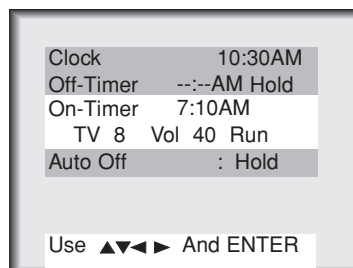 Clock 10:30AM
Off-Timer --:--AM Hold
On-Timer 7:10AM
TV 8 Vol 40 Run
Auto Off : Hold
Use ▲▼◄ ► And ENTER